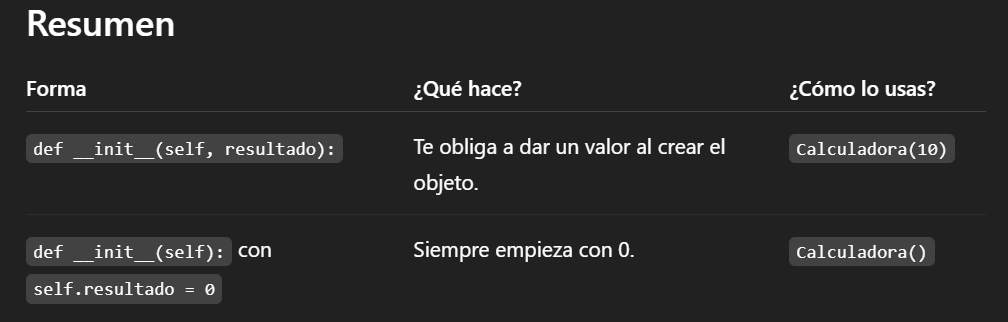 Resumen
Forma ¿Qué hace? ¿Cómo lo usas?
def __init__(self, resultado): Te obliga a dar un valor al crear el Calculadora(10)
objeto.
def __init__(self): con Siempre empieza con 0. Calculadora()
self.resultado = 0